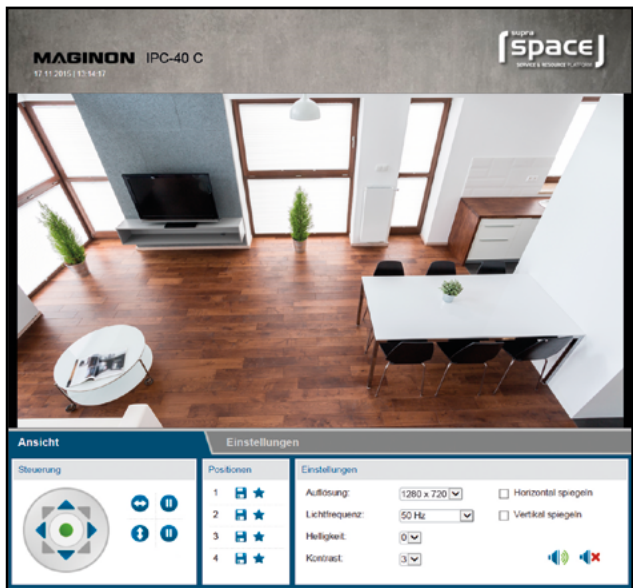 MAGINON IPC-40 C
17.11.2015 | 13:14:17
supra
space
SERVICE & RESOURCE PLATFORM
Ansicht
Einstellungen
Steuerung
Positionen
1
2
3
4
Einstellungen
Auflösung: 1280 x 720 Horizontal spiegeln
Lichtfrequenz: 50 Hz Vertikal spiegeln
Helligkeit: 0
Kontrast: 3